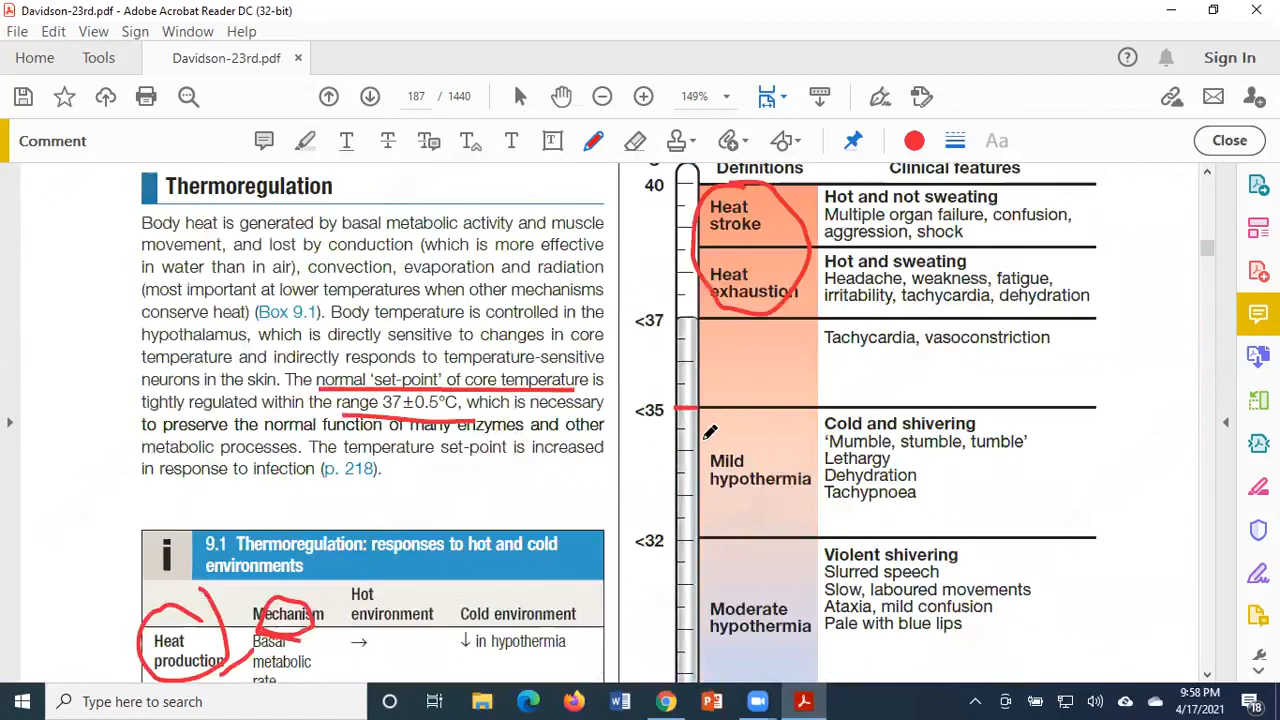 Davidson-23rd.pdf - Adobe Acrobat Reader DC (32-bit)
File Edit View Sign Window Help
Home Tools Davidson-23rd.pdf × Sign In
187 / 1440 149%
Comment Close
Thermoregulation
Body heat is generated by basal metabolic activity and muscle
movement, and lost by conduction (which is more effective
in water than in air), convection, evaporation and radiation
(most important at lower temperatures when other mechanisms
conserve heat) (Box 9.1). Body temperature is controlled in the
hypothalamus, which is directly sensitive to changes in core
temperature and indirectly responds to temperature-sensitive
neurons in the skin. The normal ‘set-point’ of core temperature is
tightly regulated within the range 37±0.5°C, which is necessary
to preserve the normal function of many enzymes and other
metabolic processes. The temperature set-point is increased
in response to infection (p. 218).
i 9.1 Thermoregulation: responses to hot and cold
environments
Mechanism Hot
environment Cold environment
Heat
production Basal
metabolic
rate → ↓ in hypothermia
Definitions Clinical features
40
Heat
stroke
Hot and not sweating
Multiple organ failure, confusion,
aggression, shock
Heat
exhaustion
Hot and sweating
Headache, weakness, fatigue,
irritability, tachycardia, dehydration
<37
Tachycardia, vasoconstriction
<35
Mild
hypothermia
Cold and shivering
‘Mumble, stumble, tumble’
Lethargy
Dehydration
Tachypnoea
<32
Moderate
hypothermia
Violent shivering
Slurred speech
Slow, laboured movements
Ataxia, mild confusion
Pale with blue lips
Type here to search
9:58 PM
4/17/2021
18